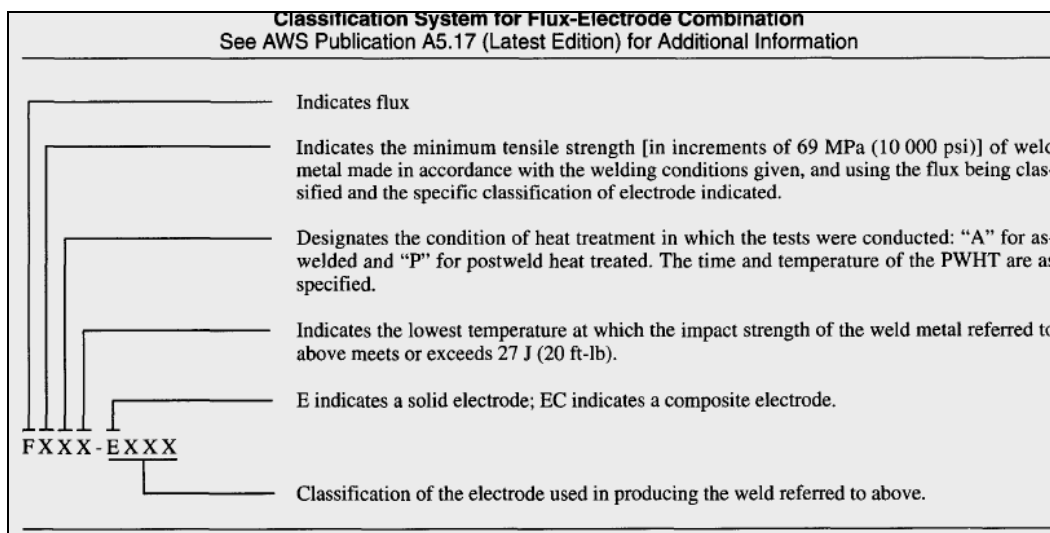 Classification System for Flux-Electrode Combination
See AWS Publication A5.17 (Latest Edition) for Additional Information
Indicates flux
Indicates the minimum tensile strength [in increments of 69 MPa (10 000 psi)] of weld
metal made in accordance with the welding conditions given, and using the flux being clas-
sified and the specific classification of electrode indicated.
Designates the condition of heat treatment in which the tests were conducted: “A” for as-
welded and “P” for postweld heat treated. The time and temperature of the PWHT are as
specified.
Indicates the lowest temperature at which the impact strength of the weld metal referred to
above meets or exceeds 27 J (20 ft-lb).
E indicates a solid electrode; EC indicates a composite electrode.
F X X X - E X X X
Classification of the electrode used in producing the weld referred to above.